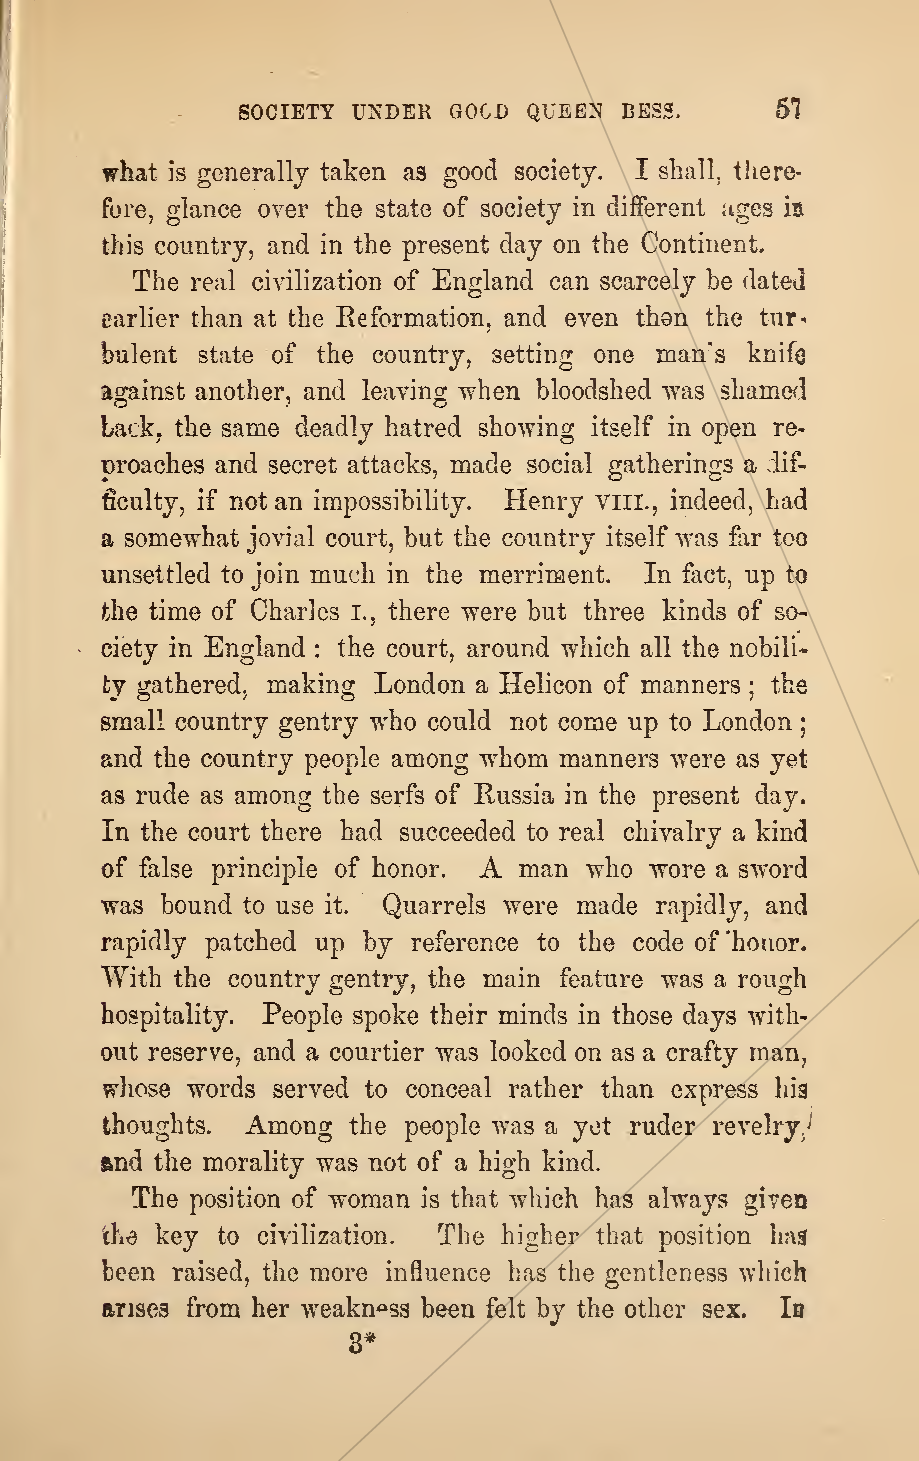 SOCIETY UNDER GOOD QUEEN BESS. 57
what is generally taken as good society. I shall, there-
fore, glance over the state of society in different ages in
this country, and in the present day on the Continent.
The real civilization of England can scarcely be dated
earlier than at the Reformation, and even then the tur-
bulent state of the country, setting one man's knife
against another, and leaving when bloodshed was shamed
back, the same deadly hatred showing itself in open re-
proaches and secret attacks, made social gatherings a dif-
ficulty, if not an impossibility. Henry VIII., indeed, had
a somewhat jovial court, but the country itself was far too
unsettled to join much in the merriment. In fact, up to
the time of Charles I., there were but three kinds of so-
ciety in England : the court, around which all the nobili-
ty gathered, making London a Helicon of manners ; the
small country gentry who could not come up to London ;
and the country people among whom manners were as yet
as rude as among the serfs of Russia in the present day.
In the court there had succeeded to real chivalry a kind
of false principle of honor. A man who wore a sword
was bound to use it. Quarrels were made rapidly, and
rapidly patched up by reference to the code of honor.
With the country gentry, the main feature was a rough
hospitality. People spoke their minds in those days with-
out reserve, and a courtier was looked on as a crafty man,
whose words served to conceal rather than express his
thoughts. Among the people was a yet ruder revelry,
and the morality was not of a high kind.
The position of woman is that which has always given
the key to civilization. The higher that position has
been raised, the more influence has the gentleness which
arises from her weakness been felt by the other sex. In
3*